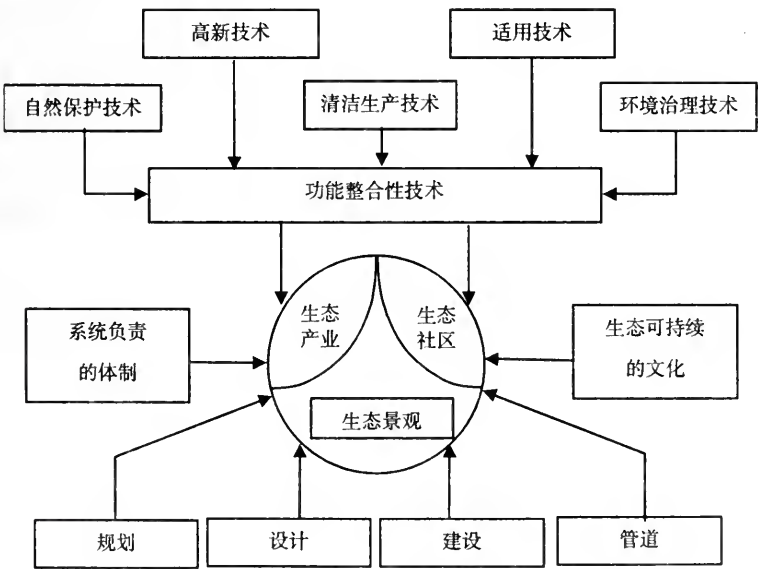 高新技术
适用技术
自然保护技术
清洁生产技术
环境治理技术
功能整合性技术
生态
产业
生态
社区
系统负责
的体制
生态可持续
的文化
生态景观
规划
设计
建设
管道